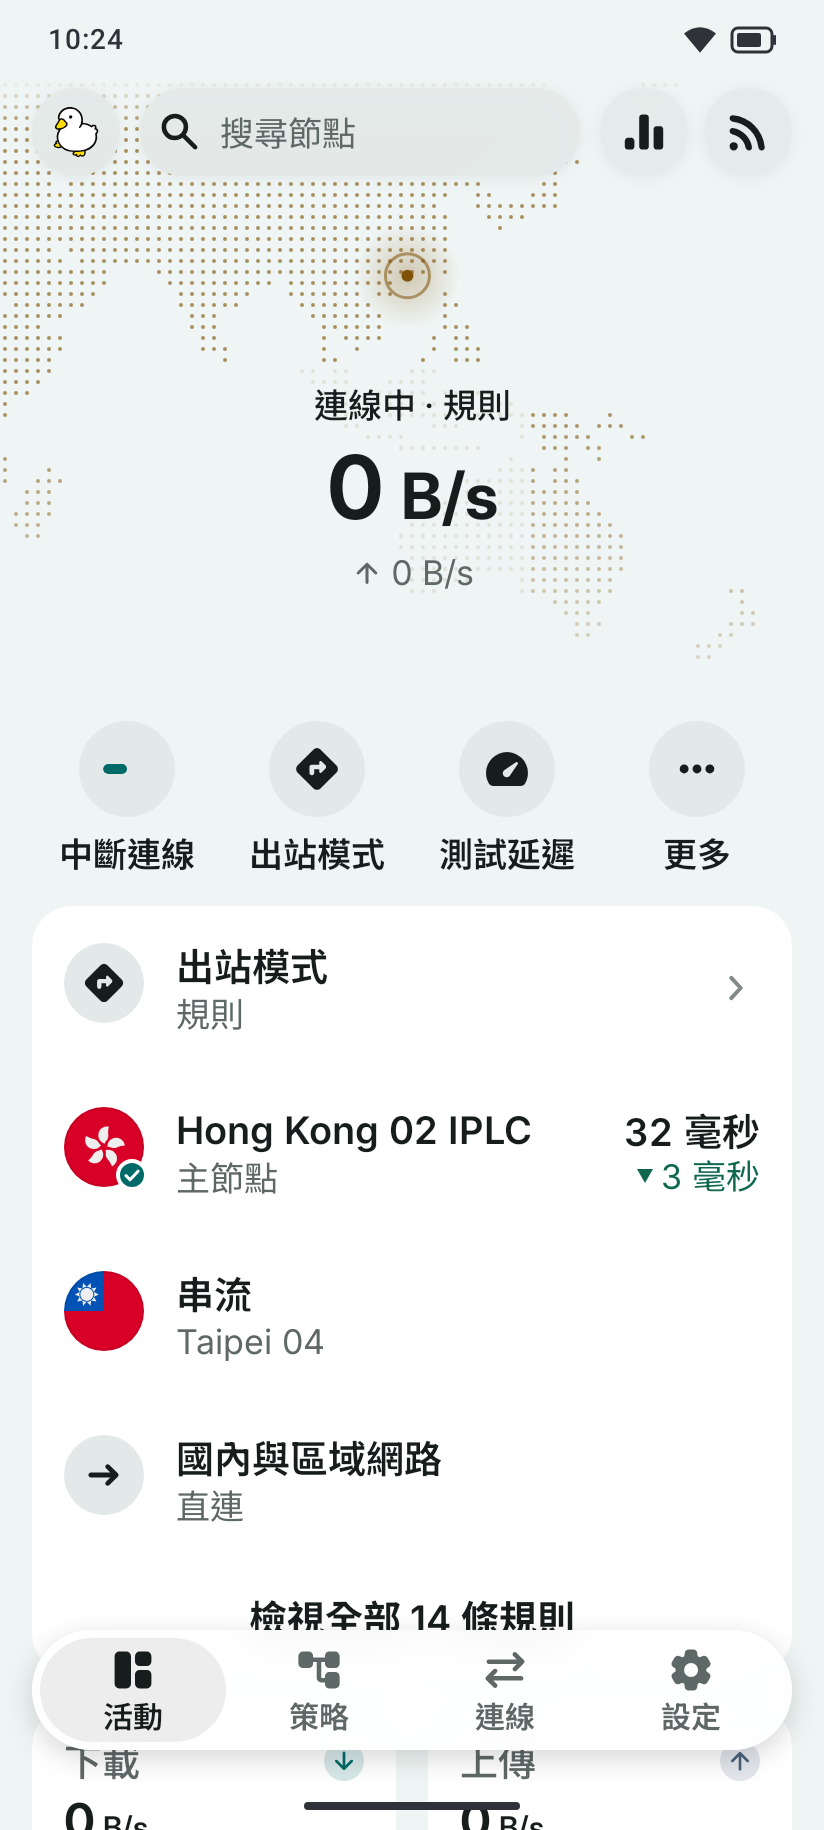 10:24
搜尋節點
連線中 · 規則
0 B/s
↑ 0 B/s
中斷連線
出站模式
測試延遲
更多
出站模式
規則
Hong Kong 02 IPLC
32 毫秒
主節點
▼3 毫秒
串流
Taipei 04
國內與區域網路
直連
檢視全部 14 條規則
活動
策略
連線
設定
下載
上傳
0 B/s
0 B/s